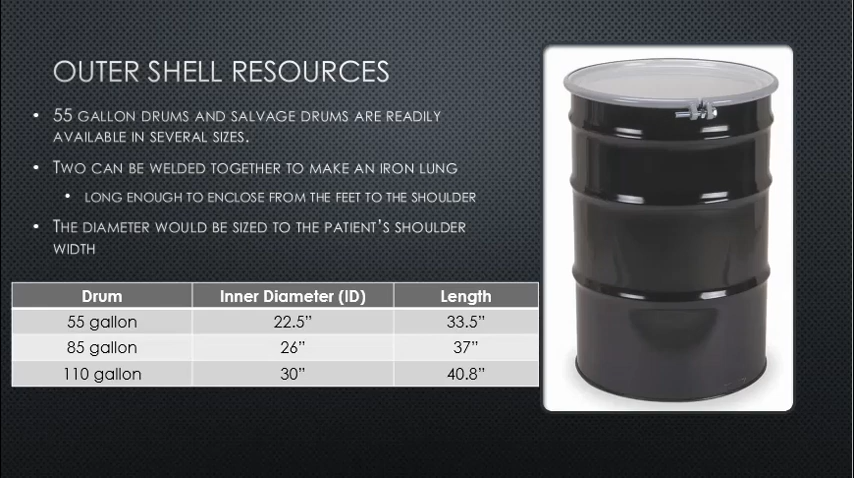 OUTER SHELL RESOURCES
• 55 GALLON DRUMS AND SALVAGE DRUMS ARE READILY
AVAILABLE IN SEVERAL SIZES.
• TWO CAN BE WELDED TOGETHER TO MAKE AN IRON LUNG
• LONG ENOUGH TO ENCLOSE FROM THE FEET TO THE SHOULDER
• THE DIAMETER WOULD BE SIZED TO THE PATIENT'S SHOULDER
WIDTH
Drum Inner Diameter (ID) Length
55 gallon 22.5” 33.5”
85 gallon 26” 37”
110 gallon 30” 40.8”